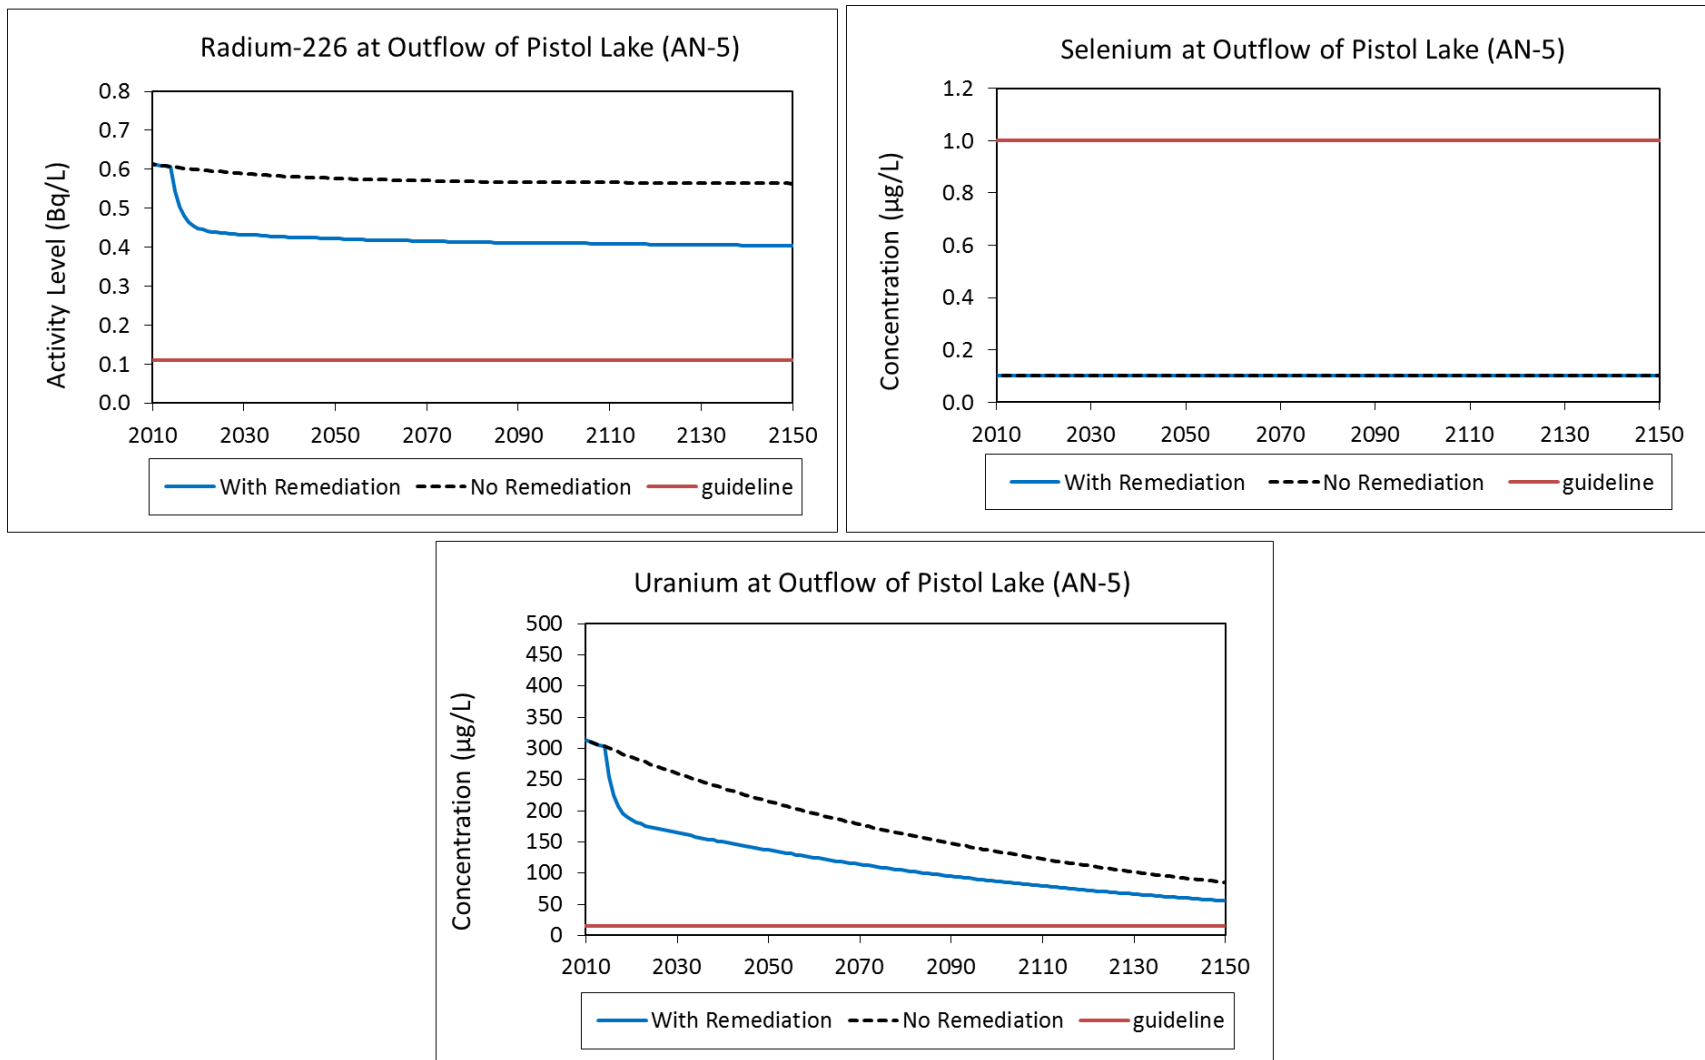 Radium-226 at Outflow of Pistol Lake (AN-5)
Activity Level (Bq/L)
0.8
0.7
0.6
0.5
0.4
0.3
0.2
0.1
0.0
2010 2030 2050 2070 2090 2110 2130 2150
With Remediation No Remediation guideline
Selenium at Outflow of Pistol Lake (AN-5)
Concentration (µg/L)
1.2
1.0
0.8
0.6
0.4
0.2
0.0
2010 2030 2050 2070 2090 2110 2130 2150
With Remediation No Remediation guideline
Uranium at Outflow of Pistol Lake (AN-5)
Concentration (µg/L)
500
450
400
350
300
250
200
150
100
50
0
2010 2030 2050 2070 2090 2110 2130 2150
With Remediation No Remediation guideline